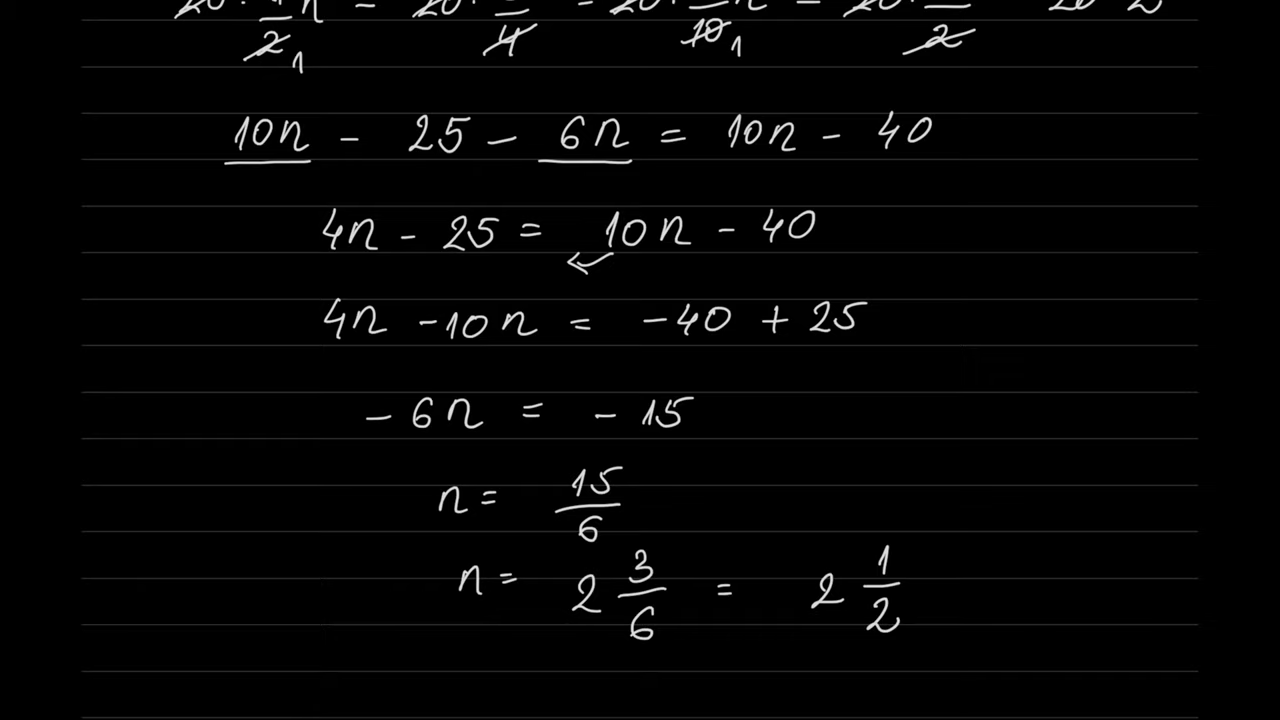 10n - 25 - 6n = 10n - 40
4n - 25 = 10n - 40
4n - 10n = - 40 + 25
- 6n = - 15
n = 15/6
n = 2 3/6 = 2 1/2